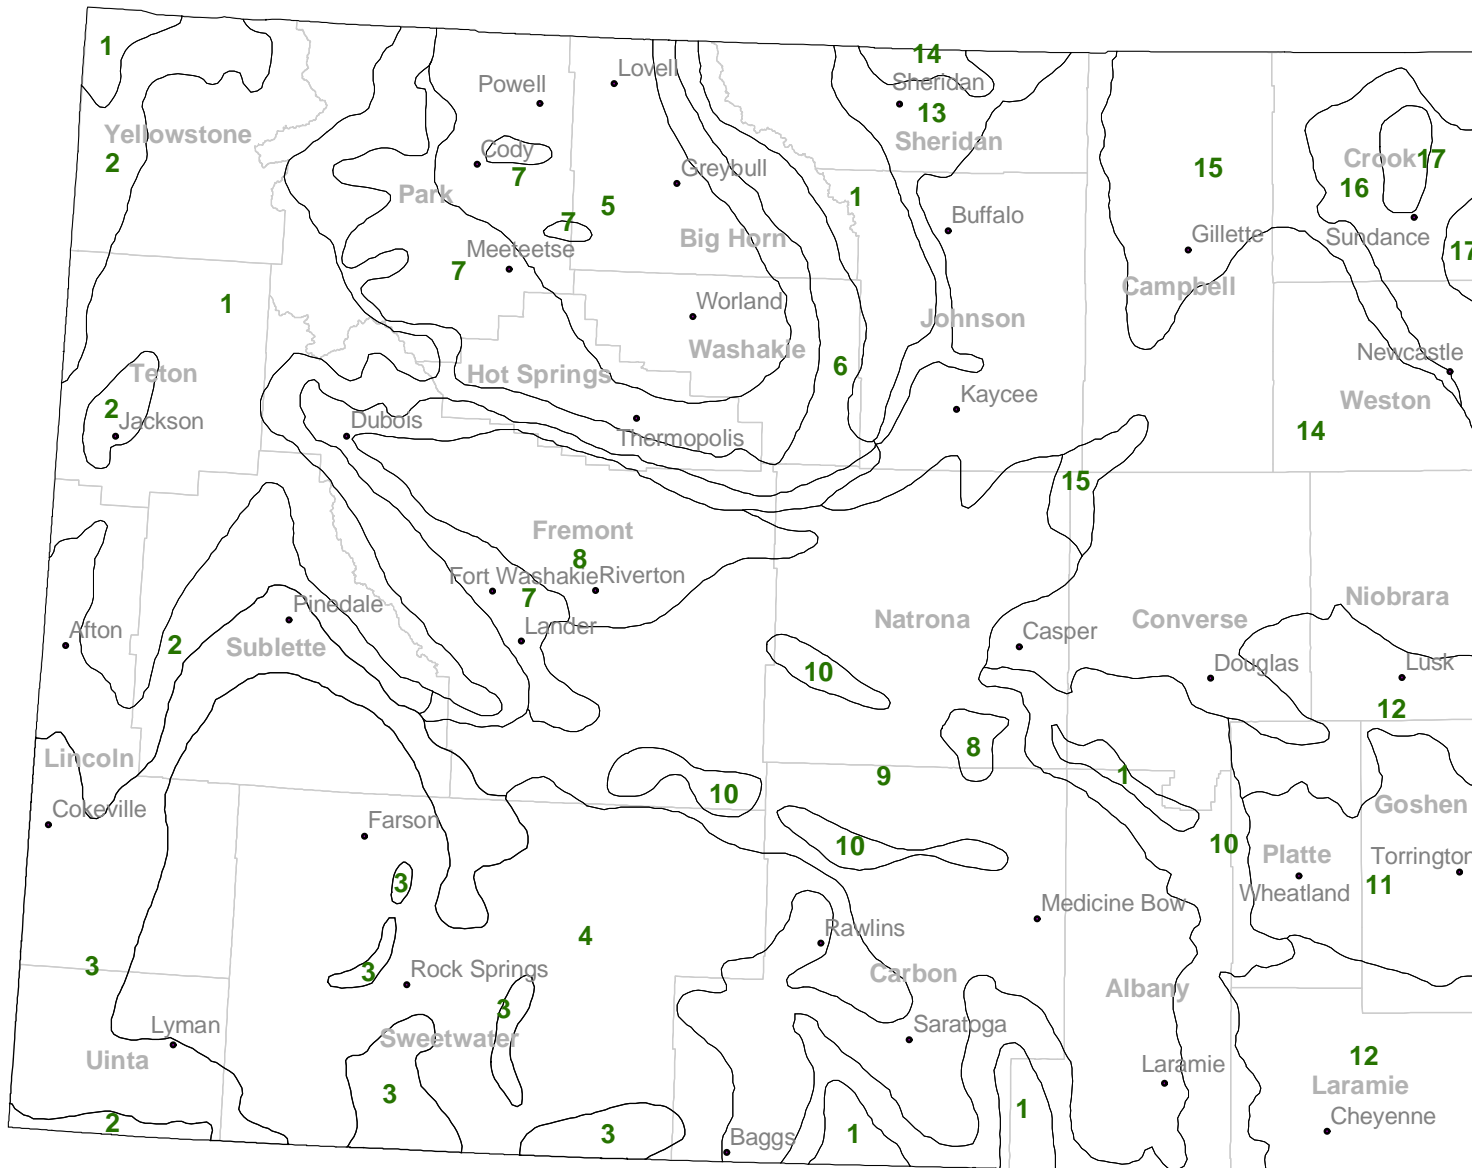 1
14
Powell
Lovell
Sheridan
13
Yellowstone
Sheridan
Cody
Crook
17
2
15
Greybull
7
16
Park
1
5
7
Buffalo
Gillette
Sundance
Big Horn
Meeteetse
17
7
Campbell
1
Worland
Johnson
Washakie
Newcastle
6
Teton
Hot Springs
Kaycee
Weston
2
Jackson
Dubois
Thermopolis
14
15
Fremont
8
Fort Washakie
Riverton
7
Niobrara
Pinedale
Natrona
Converse
Afton
Lander
Casper
2
Sublette
10
Douglas
Lusk
12
8
Lincoln
9
1
10
Goshen
Cokeville
Farson
10
10
Platte
Torrington
3
Wheatland
11
Medicine Bow
4
Rawlins
3
3
Rock Springs
Carbon
Albany
3
Lyman
Saratoga
Sweetwater
Uinta
12
Laramie
Laramie
3
1
Cheyenne
2
3
Baggs
1